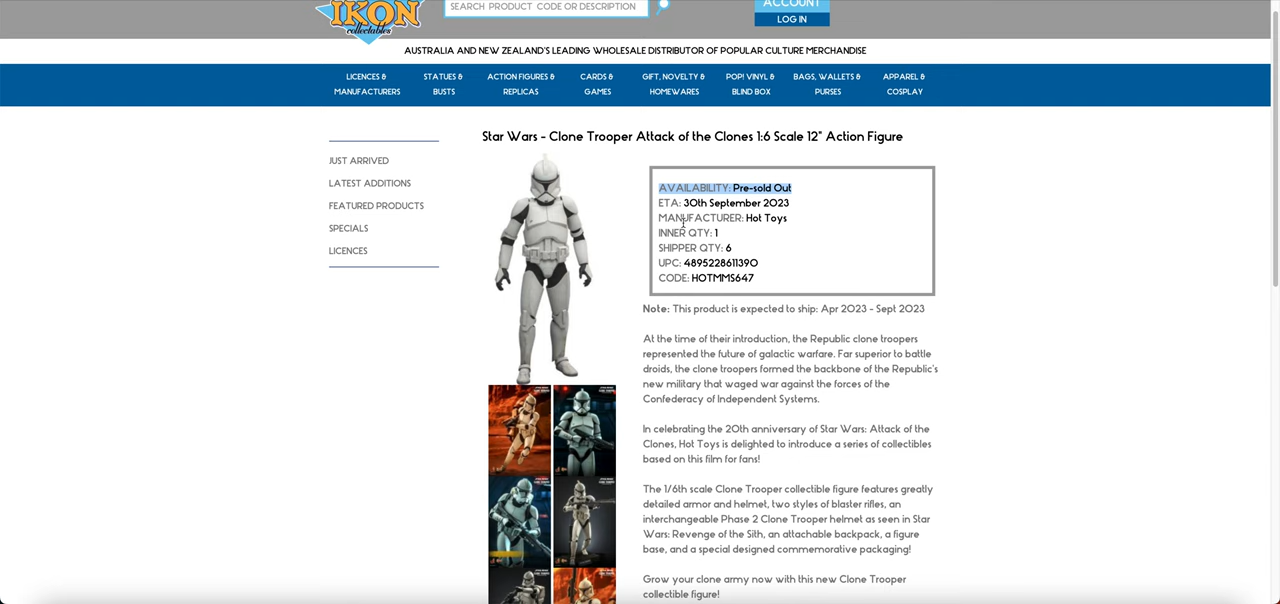 IKON
collectables
SEARCH PRODUCT CODE OR DESCRIPTION
ACCOUNT
LOG IN
AUSTRALIA AND NEW ZEALAND'S LEADING WHOLESALE DISTRIBUTOR OF POPULAR CULTURE MERCHANDISE
LICENCES &
MANUFACTURERS
STATUES &
BUSTS
ACTION FIGURES &
REPLICAS
CARDS &
GAMES
GIFT, NOVELTY &
HOMEWARES
POP! VINYL &
BLIND BOX
BAGS, WALLETS &
PURSES
APPAREL &
COSPLAY
JUST ARRIVED
LATEST ADDITIONS
FEATURED PRODUCTS
SPECIALS
LICENCES
Star Wars - Clone Trooper Attack of the Clones 1:6 Scale 12" Action Figure
AVAILABILITY: Pre-sold Out
ETA: 30th September 2023
MANUFACTURER: Hot Toys
INNER QTY: 1
SHIPPER QTY: 6
UPC: 4895228611390
CODE: HOTMMS647
Note: This product is expected to ship: Apr 2023 - Sept 2023
At the time of their introduction, the Republic clone troopers
represented the future of galactic warfare. Far superior to battle
droids, the clone troopers formed the backbone of the Republic's
new military that waged war against the forces of the
Confederacy of Independent Systems.
In celebrating the 20th anniversary of Star Wars: Attack of the
Clones, Hot Toys is delighted to introduce a series of collectibles
based on this film for fans!
The 1/6th scale Clone Trooper collectible figure features greatly
detailed armor and helmet, two styles of blaster rifles, an
interchangeable Phase 2 Clone Trooper helmet as seen in Star
Wars: Revenge of the Sith, an attachable backpack, a figure
base, and a special designed commemorative packaging!
Grow your clone army now with this new Clone Trooper
collectible figure!